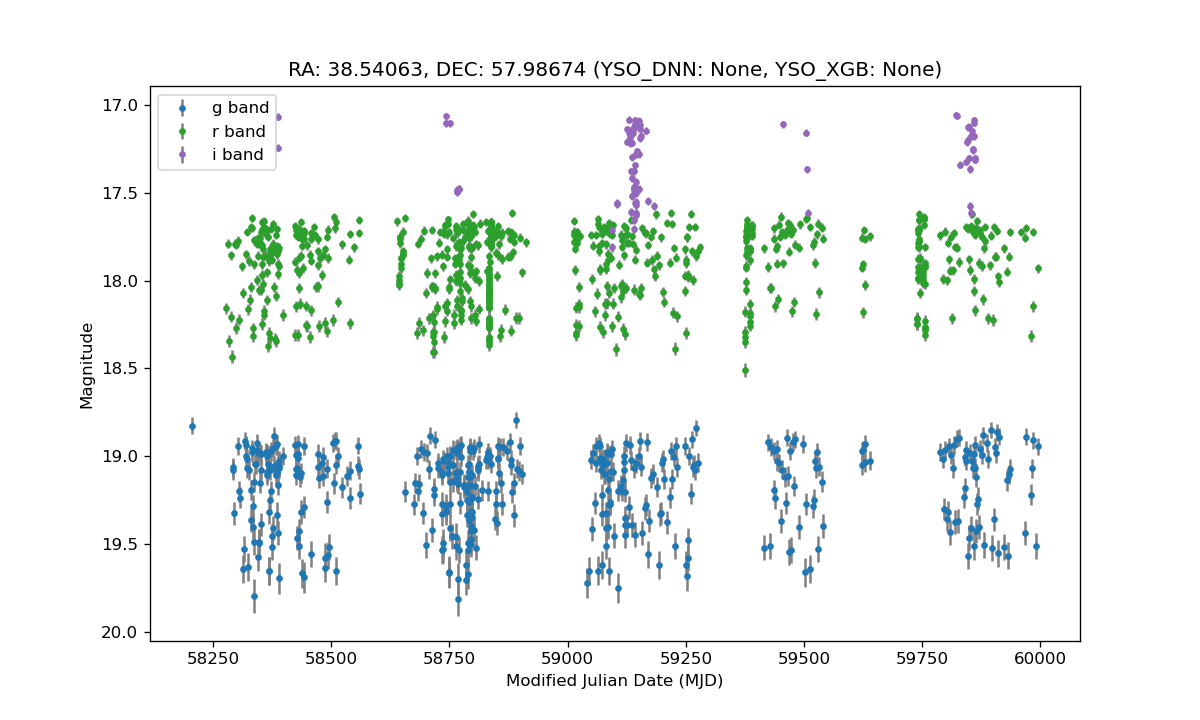 RA: 38.54063, DEC: 57.98674 (YSO_DNN: None, YSO_XGB: None)
g band
r band
i band
17.0
17.5
18.0
18.5
19.0
19.5
20.0
Magnitude
58250 58500 58750 59000 59250 59500 59750 60000
Modified Julian Date (MJD)